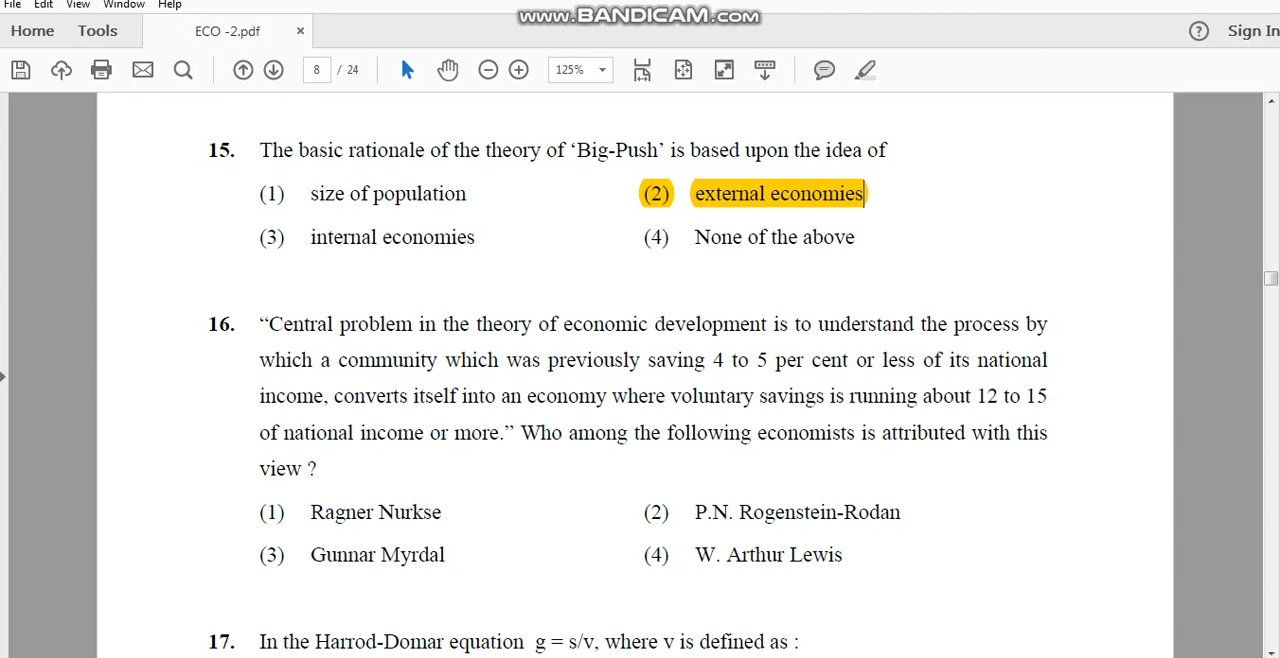 File Edit View Window Help
www.BANDICAM.com
Home Tools ECO -2.pdf × ? Sign In
8 / 24 125%
15. The basic rationale of the theory of ‘Big-Push’ is based upon the idea of
(1) size of population (2) external economies
(3) internal economies (4) None of the above
16. “Central problem in the theory of economic development is to understand the process by
which a community which was previously saving 4 to 5 per cent or less of its national
income, converts itself into an economy where voluntary savings is running about 12 to 15
of national income or more.” Who among the following economists is attributed with this
view ?
(1) Ragner Nurkse (2) P.N. Rogenstein-Rodan
(3) Gunnar Myrdal (4) W. Arthur Lewis
17. In the Harrod-Domar equation g = s/v, where v is defined as :